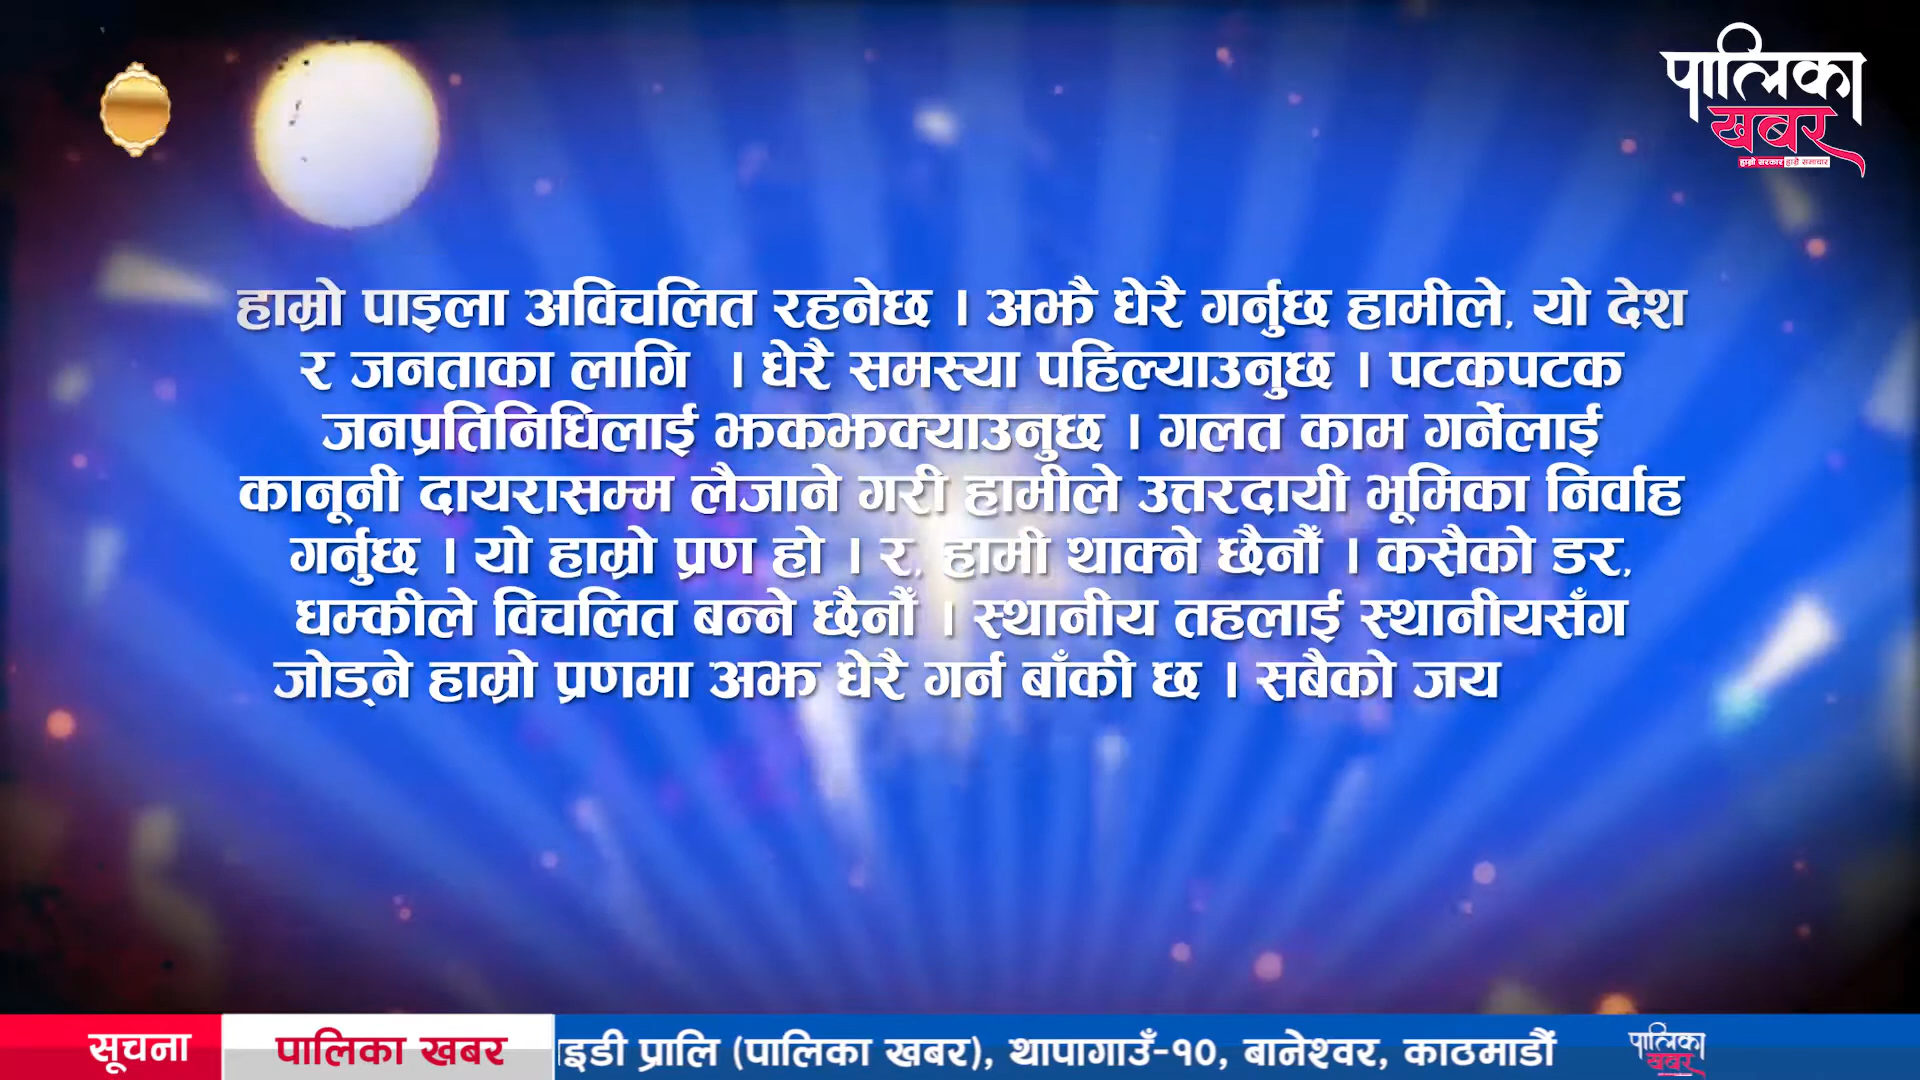 पालिका
खबर
हाम्रो सरकार हाम्रो समाचार
हाम्रो पाइला अविचलित रहनेछ । अझै धेरै गर्नुछ हामीले, यो देश
र जनताका लागि । धेरै समस्या पहिल्याउनुछ । पटकपटक
जनप्रतिनिधिलाई झकझक्याउनुछ । गलत काम गर्नेलाई
कानूनी दायरासम्म लैजाने गरी हामीले उत्तरदायी भूमिका निर्वाह
गर्नुछ । यो हाम्रो प्रण हो । र, हामी थाक्ने छैनौं । कसैको डर,
धम्कीले विचलित बन्ने छैनौं । स्थानीय तहलाई स्थानीयसँग
जोड्ने हाम्रो प्रणमा अझ धेरै गर्न बाँकी छ । सबैको जय
सूचना पालिका खबर इडी प्रालि (पालिका खबर), थापागाउँ-१०, बानेश्वर, काठमाडौं
पालिका
खबर